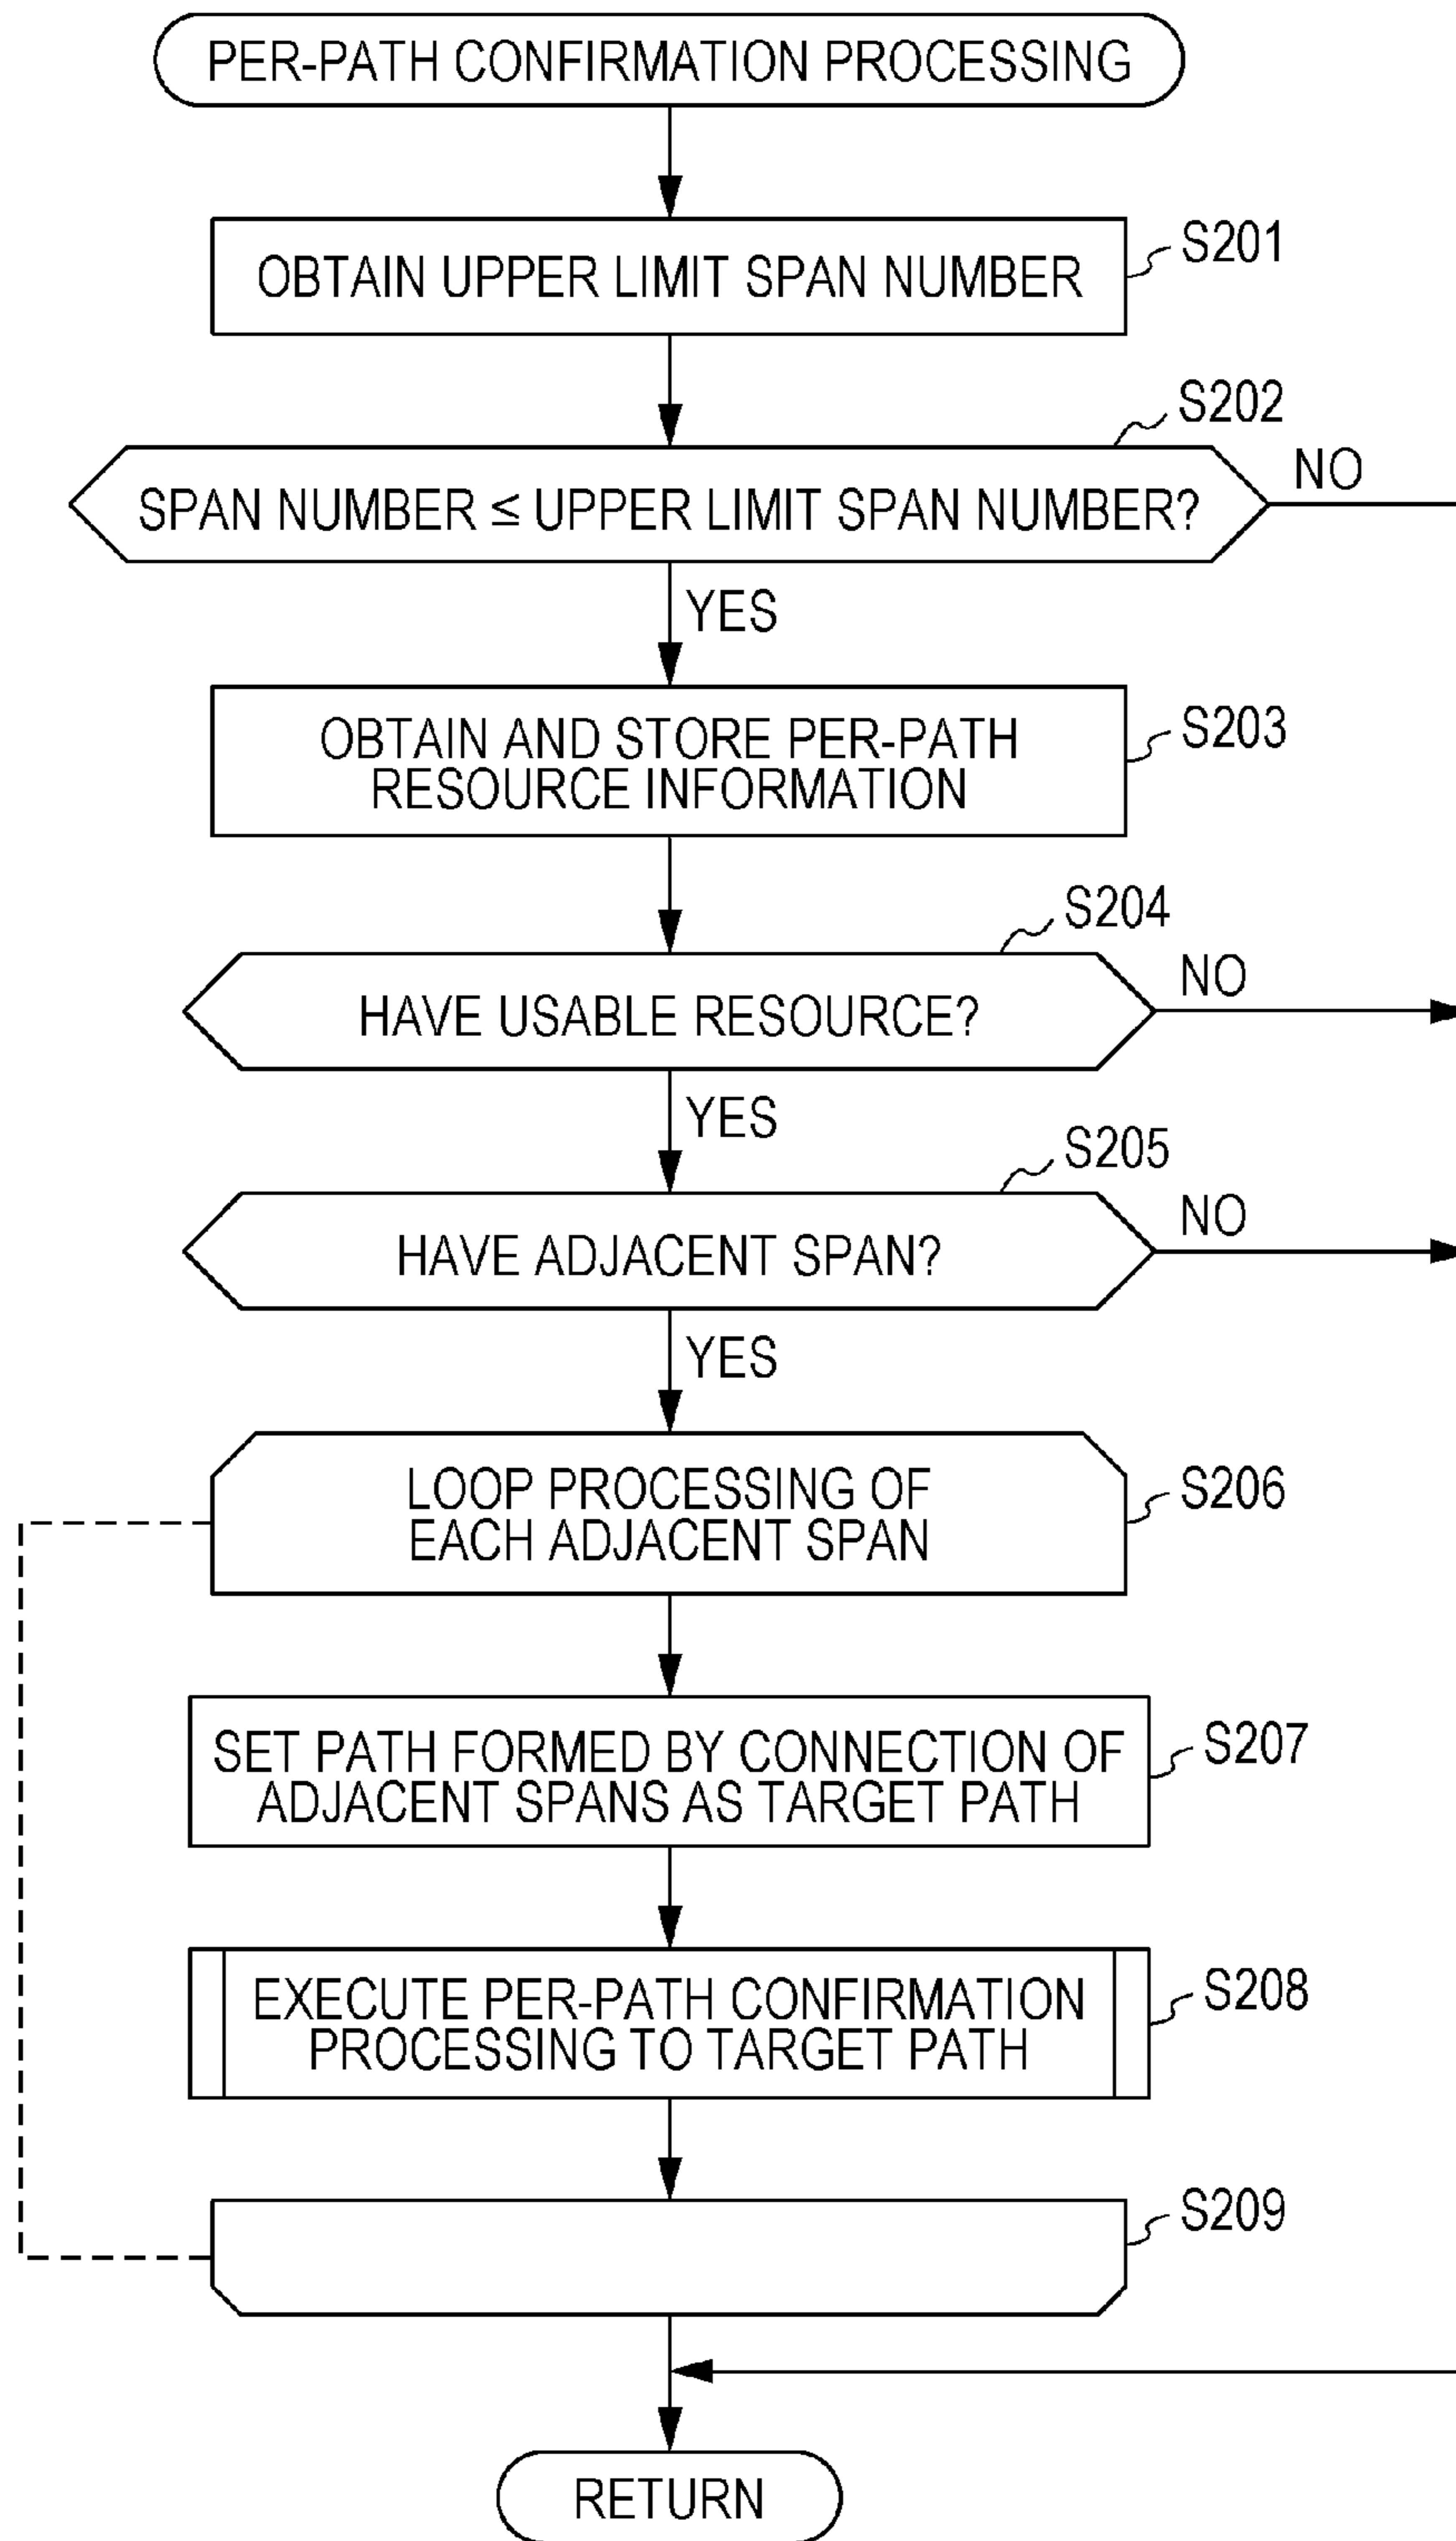 PER-PATH CONFIRMATION PROCESSING
S201
OBTAIN UPPER LIMIT SPAN NUMBER
S202
NO
SPAN NUMBER ≤ UPPER LIMIT SPAN NUMBER?
YES
S203
OBTAIN AND STORE PER-PATH
RESOURCE INFORMATION
S204
NO
HAVE USABLE RESOURCE?
YES
S205
NO
HAVE ADJACENT SPAN?
YES
S206
LOOP PROCESSING OF
EACH ADJACENT SPAN
S207
SET PATH FORMED BY CONNECTION OF
ADJACENT SPANS AS TARGET PATH
S208
EXECUTE PER-PATH CONFIRMATION
PROCESSING TO TARGET PATH
S209
RETURN